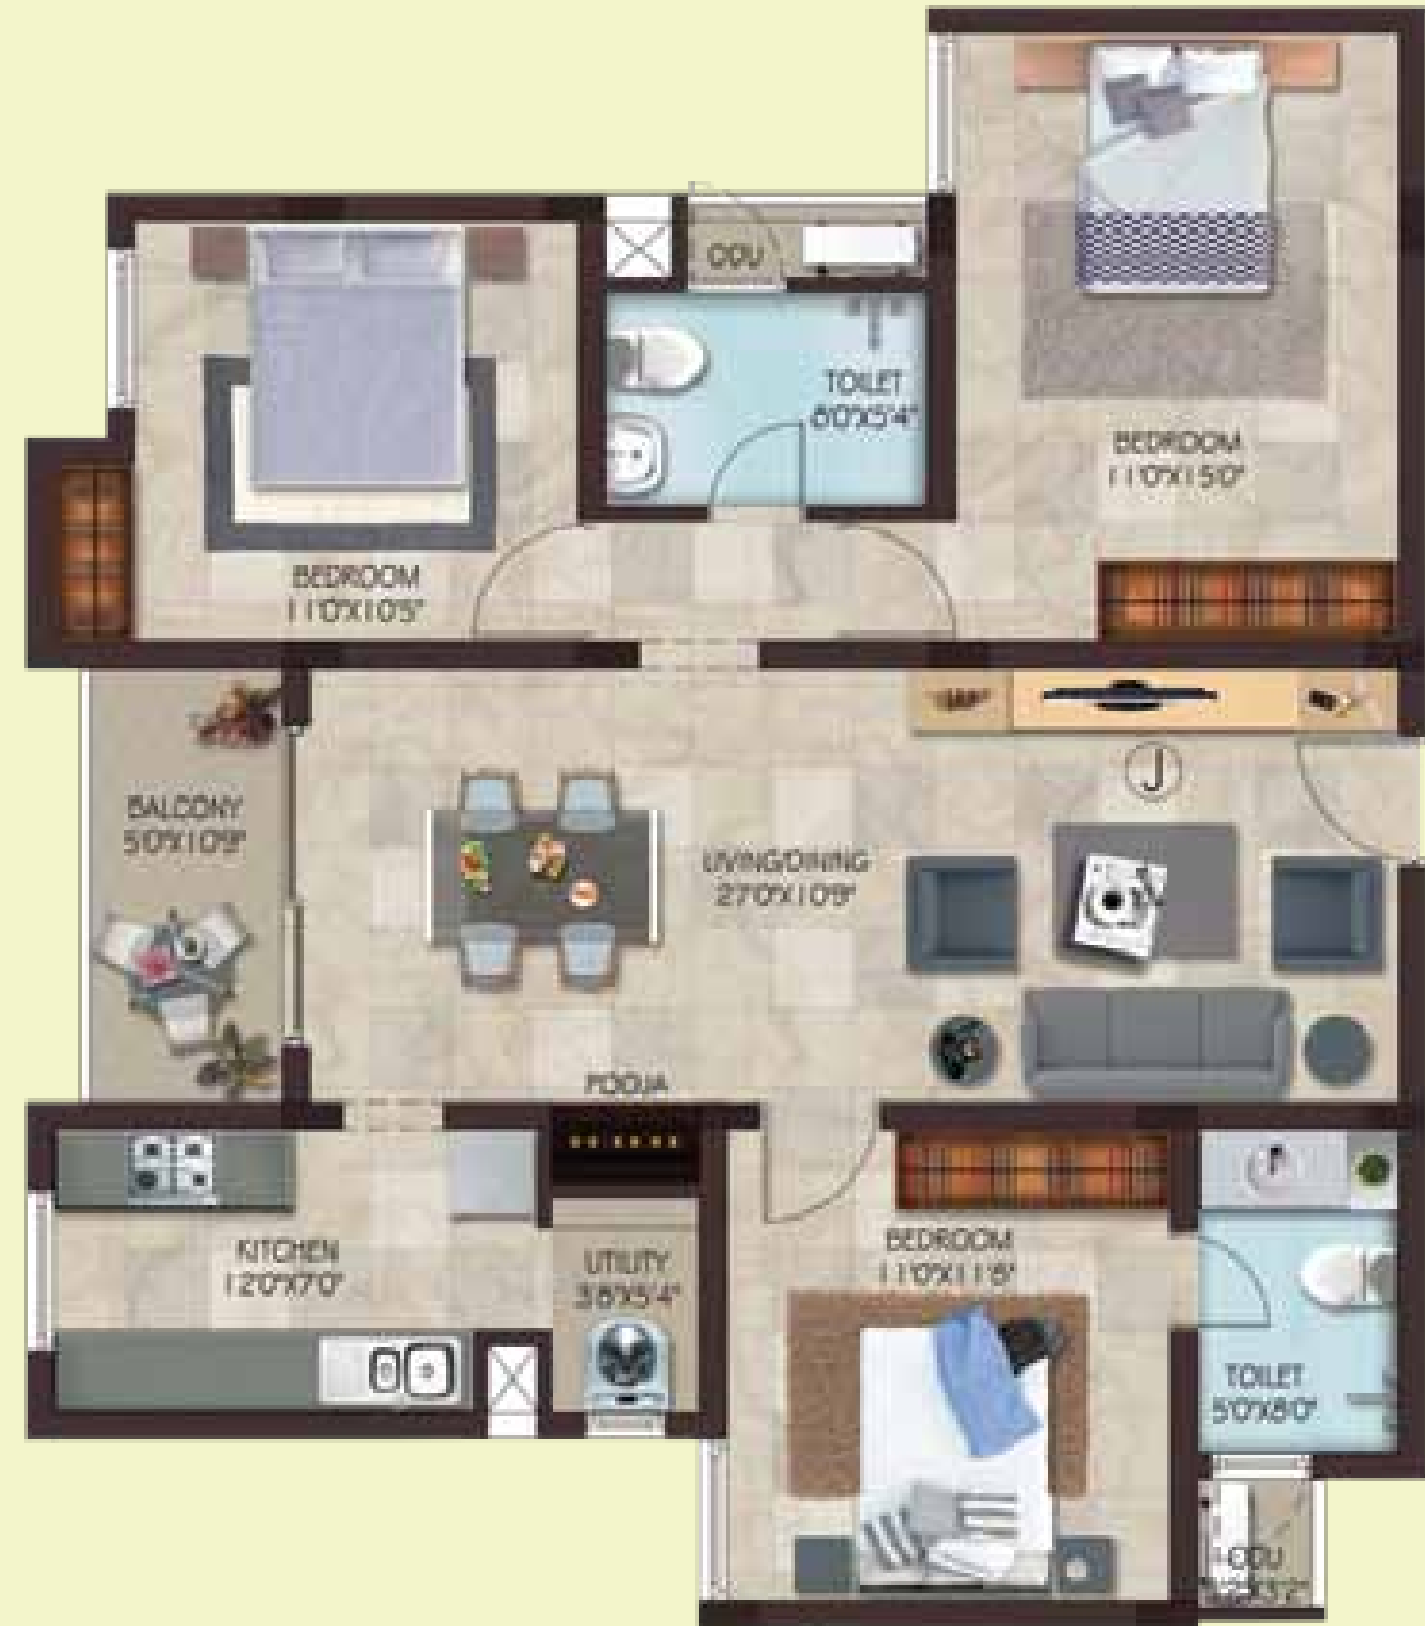 ODU
TOILET
8'0"X5'4"
BEDROOM
11'0"X15'0"
BEDROOM
11'0"X10'5"
J
BALCONY
5'0"X10'9"
LIVING/DINING
27'0"X10'9"
POOJA
KITCHEN
12'0"X7'0"
UTILITY
3'8"X5'4"
BEDROOM
11'0"X11'8"
TOILET
5'0"X8'0"
ODU